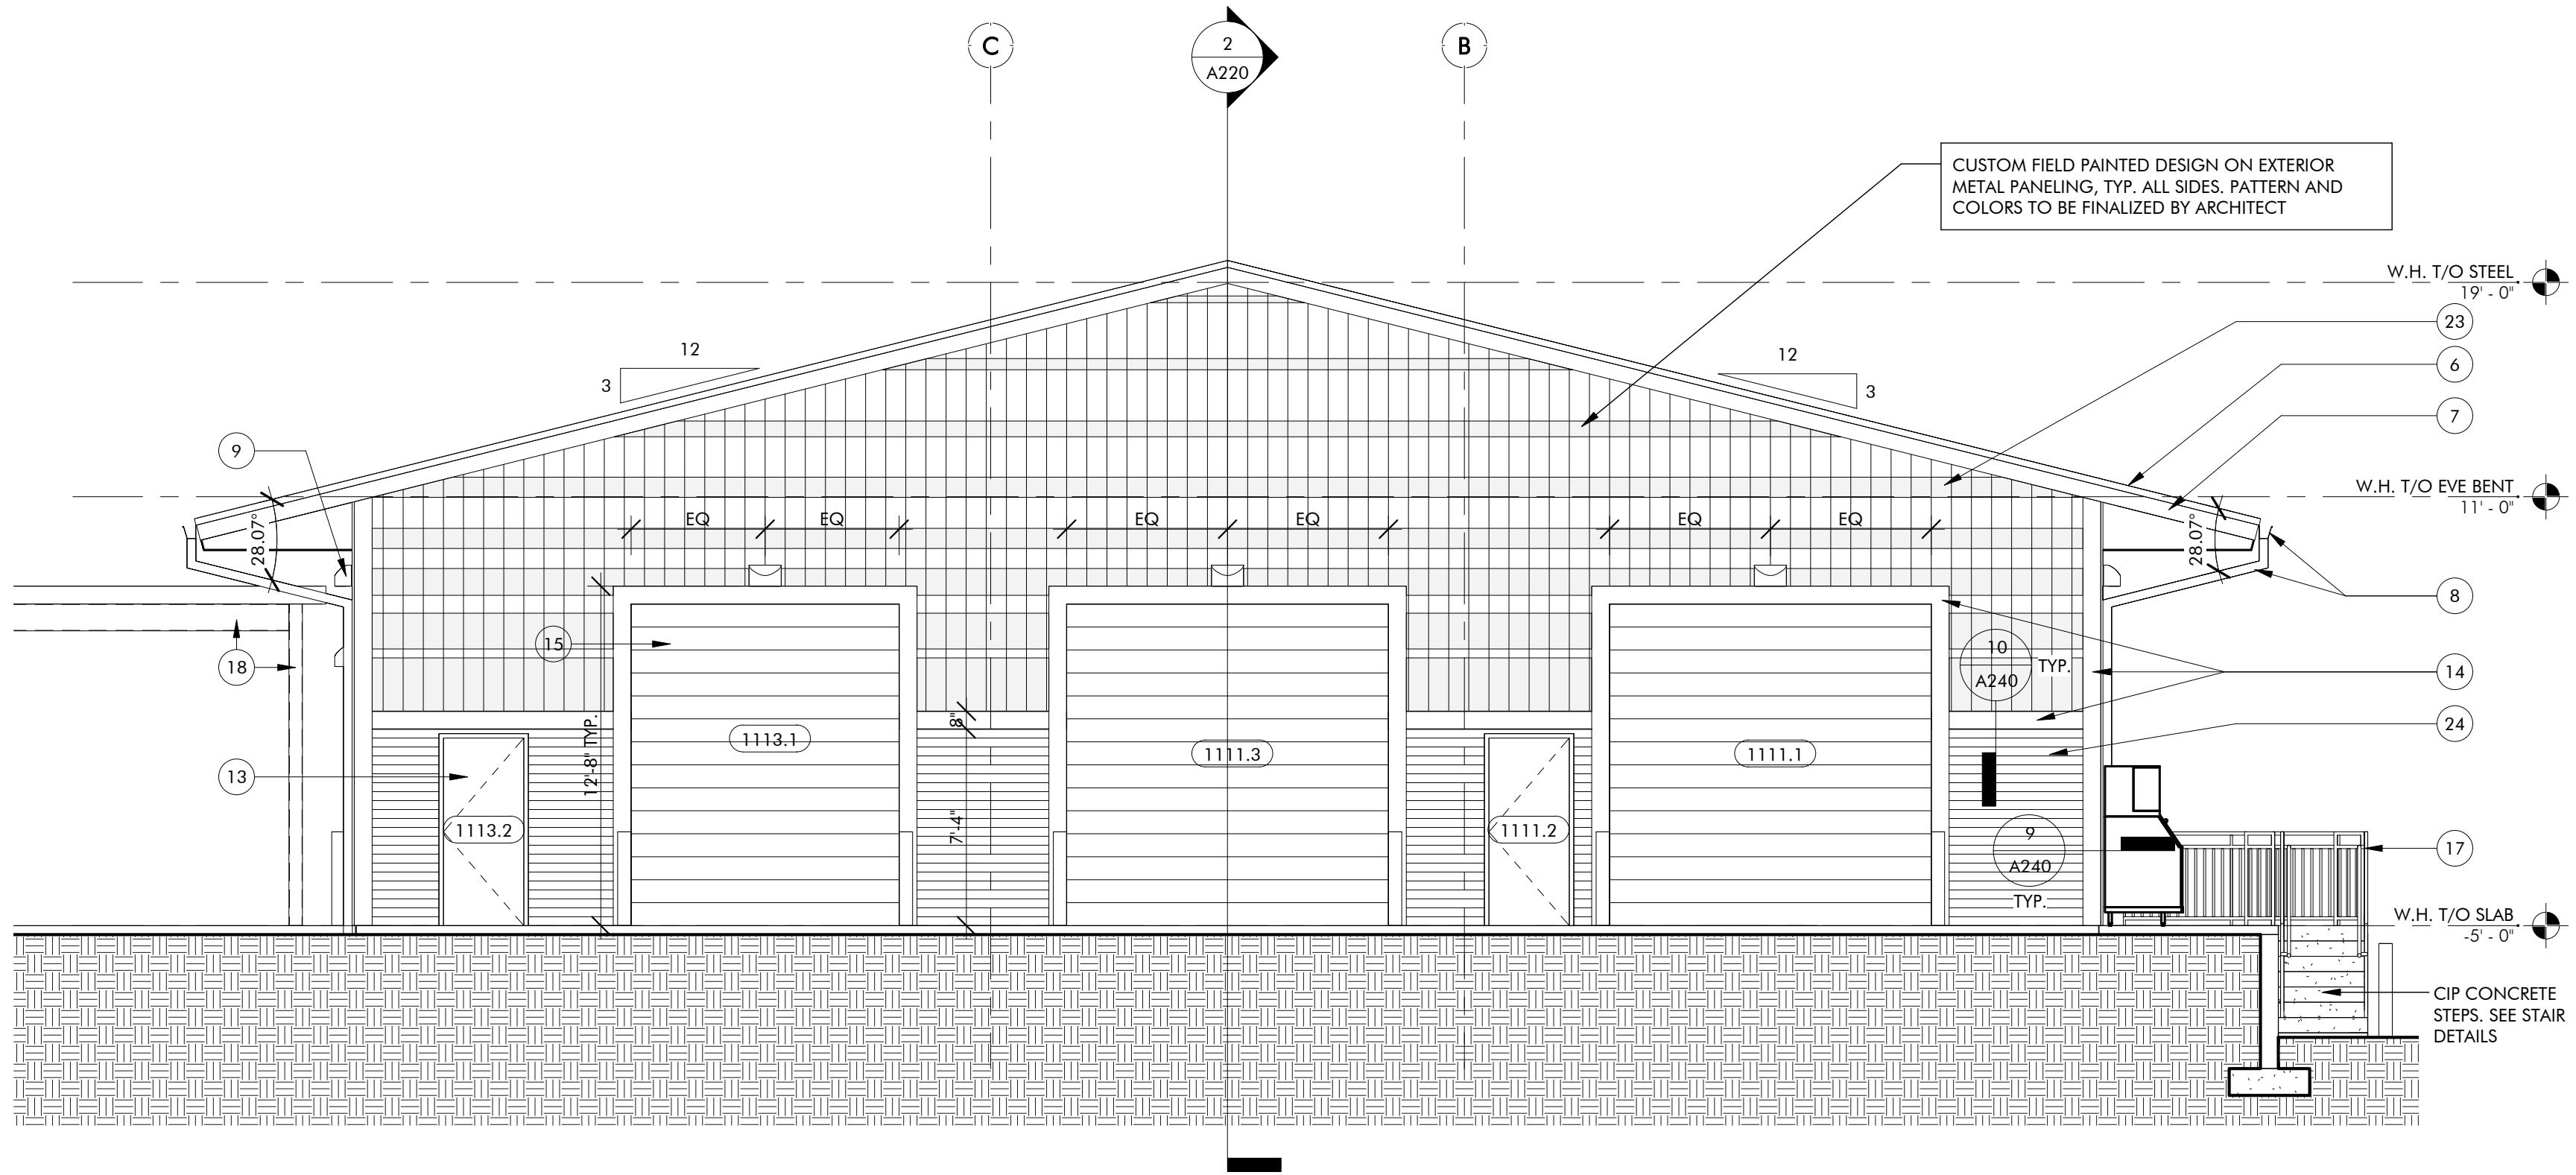 C
2
A220
B
CUSTOM FIELD PAINTED DESIGN ON EXTERIOR
METAL PANELING, TYP. ALL SIDES. PATTERN AND
COLORS TO BE FINALIZED BY ARCHITECT
W.H. T/O STEEL
19' - 0"
23
12
3
12
3
6
7
9
W.H. T/O EVE BENT
11' - 0"
28.07°
EQ
EQ
EQ
EQ
EQ
EQ
28.07°
8
15
10
A240
TYP.
18
14
12'-8" TYP.
8"
24
1113.1
1111.3
1111.1
13
7'-4"
1113.2
1111.2
9
A240
TYP.
17
W.H. T/O SLAB
-5' - 0"
CIP CONCRETE
STEPS. SEE STAIR
DETAILS